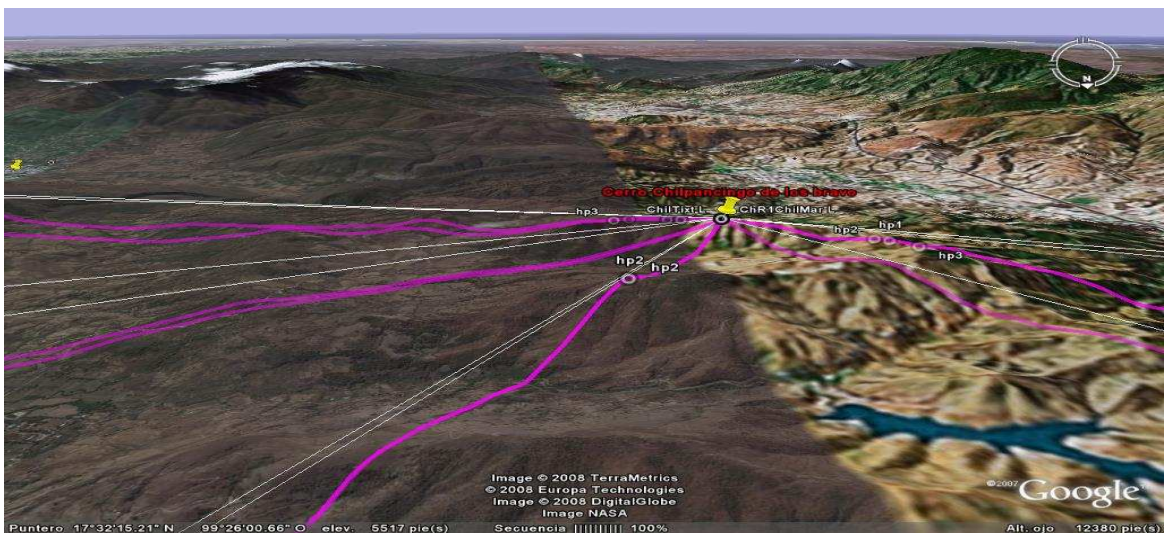 N
Cerro Chilpancingo de los bravo
hp3
ChilTixt L
ChR1ChilMar L
hp2
hp1
hp3
hp2
hp2
Image © 2008 TerraMetrics
© 2008 Europa Technologies
Image © 2008 DigitalGlobe
Image NASA
©2007 Google
Puntero 17°32'15.21" N 99°26'00.66" O elev. 5517 pie(s) Secuencia |||||||||| 100% Alt. ojo 12380 pie(s)